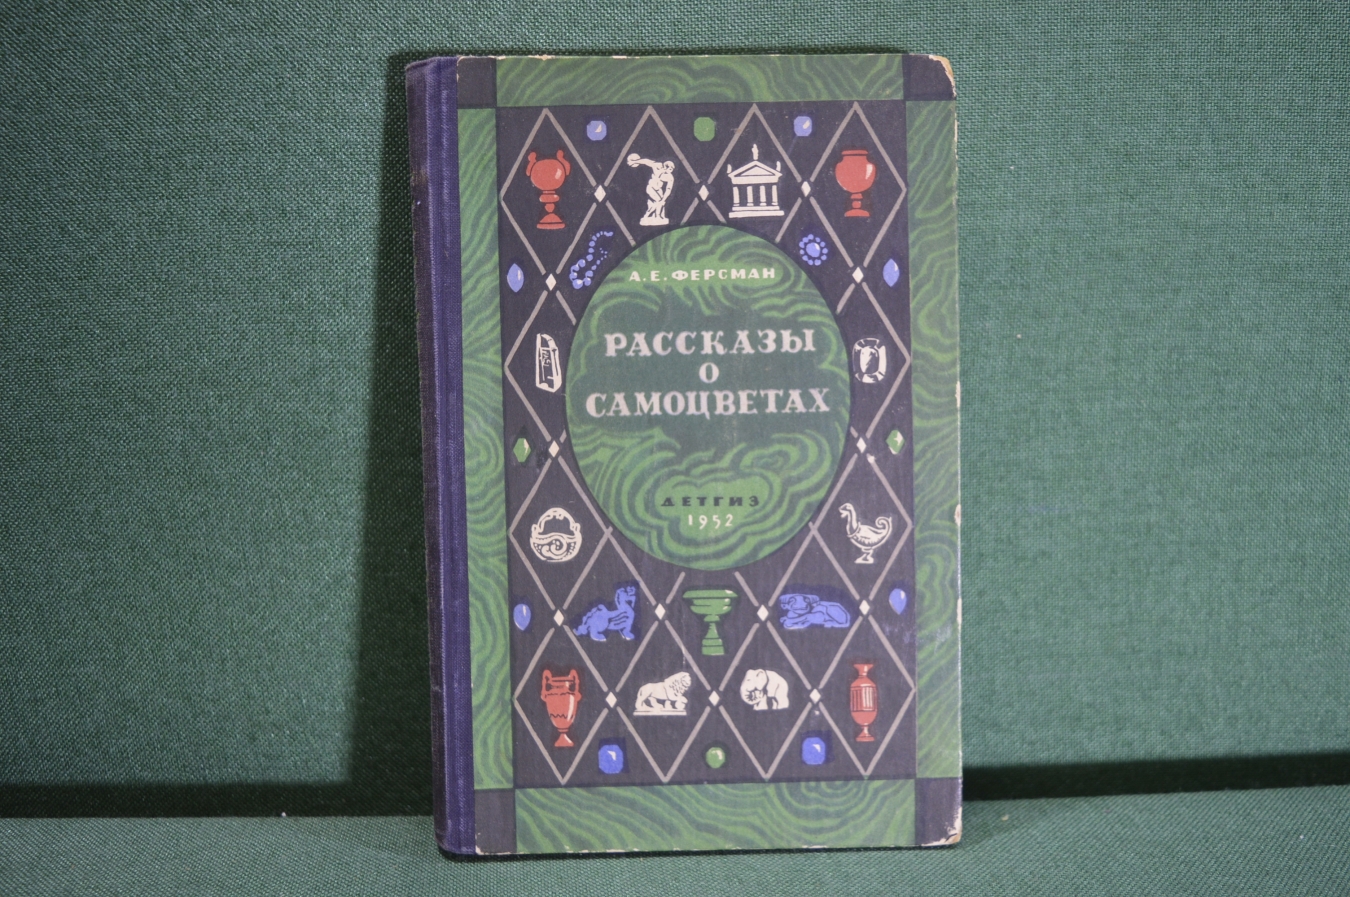 А. Е. ФЕРСМАН
РАССКАЗЫ
О
САМОЦВЕТАХ
ДЕТГИЗ
1952